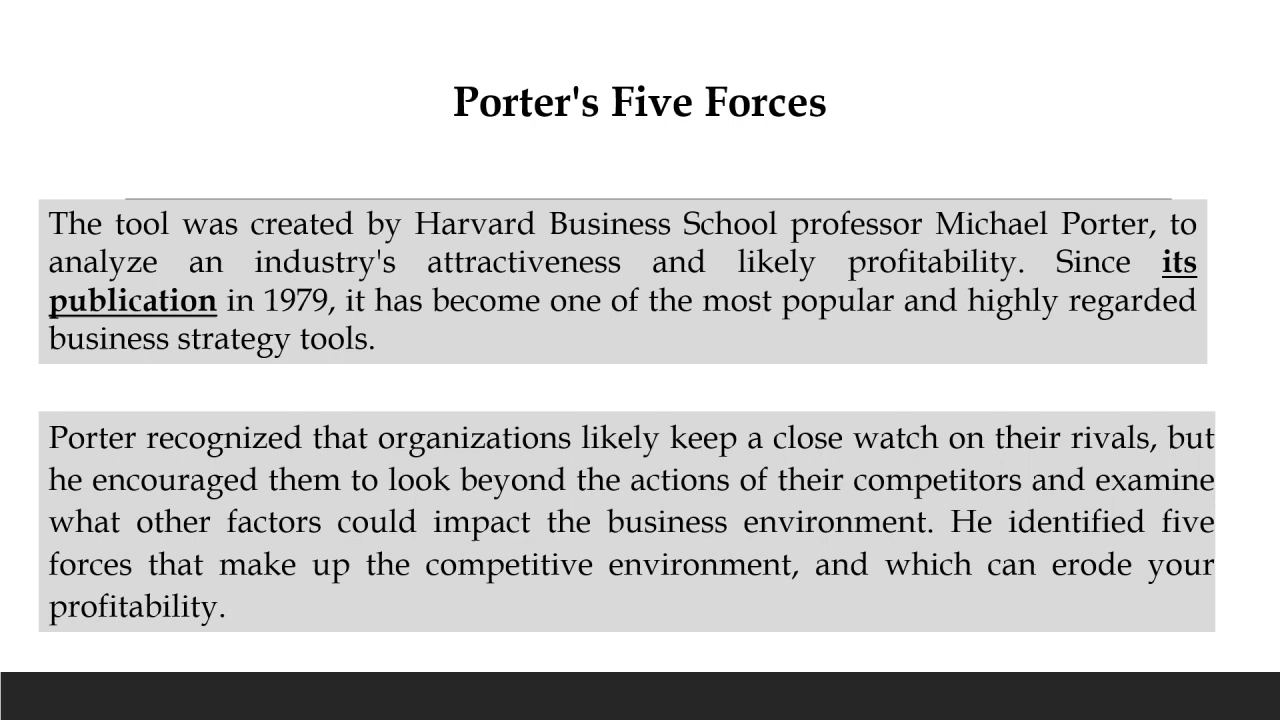 Porter's Five Forces
The tool was created by Harvard Business School professor Michael Porter, to
analyze an industry's attractiveness and likely profitability. Since its
publication in 1979, it has become one of the most popular and highly regarded
business strategy tools.
Porter recognized that organizations likely keep a close watch on their rivals, but
he encouraged them to look beyond the actions of their competitors and examine
what other factors could impact the business environment. He identified five
forces that make up the competitive environment, and which can erode your
profitability.